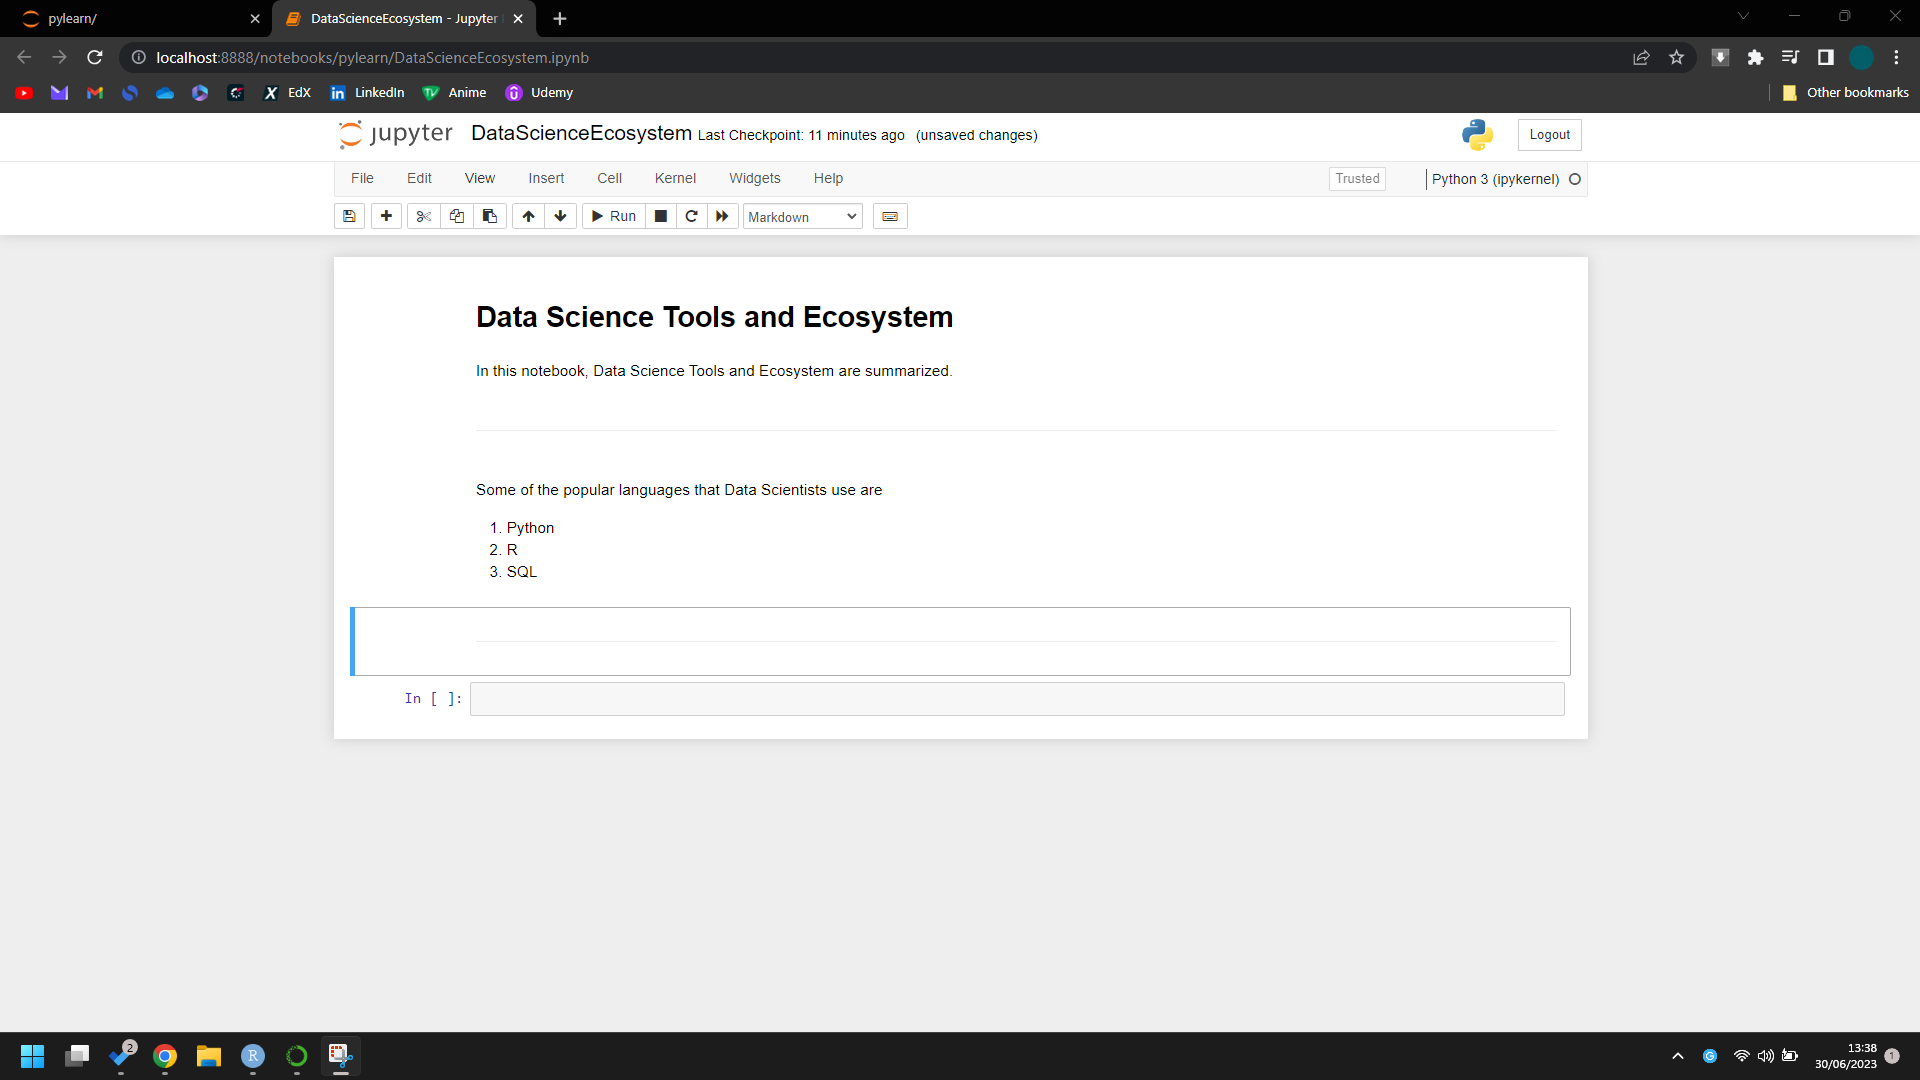 pylearn/
DataScienceEcosystem - Jupyter
localhost:8888/notebooks/pylearn/DataScienceEcosystem.ipynb
EdX LinkedIn Anime Udemy Other bookmarks
jupyter DataScienceEcosystem Last Checkpoint: 11 minutes ago (unsaved changes) Logout
File Edit View Insert Cell Kernel Widgets Help Trusted Python 3 (ipykernel)
Run Markdown
Data Science Tools and Ecosystem
In this notebook, Data Science Tools and Ecosystem are summarized.
Some of the popular languages that Data Scientists use are
1. Python
2. R
3. SQL
In [ ]:
2
R
G
13:38
30/06/2023
1